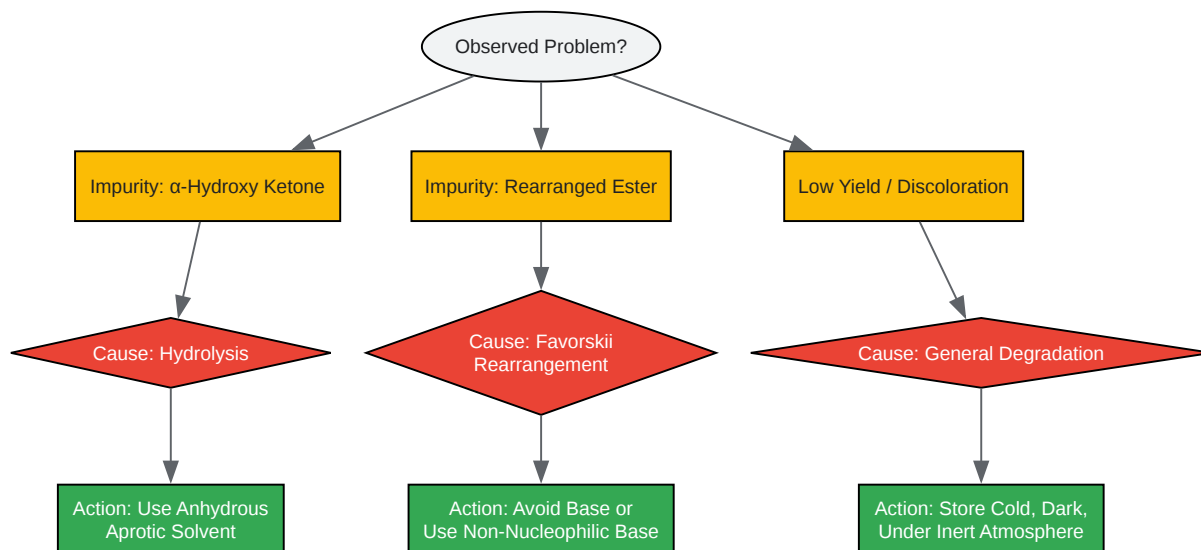 Observed Problem?
Impurity: α-Hydroxy Ketone
Impurity: Rearranged Ester
Low Yield / Discoloration
Cause: Hydrolysis
Cause: Favorskii
Rearrangement
Cause: General Degradation
Action: Use Anhydrous
Aprotic Solvent
Action: Avoid Base or
Use Non-Nucleophilic Base
Action: Store Cold, Dark,
Under Inert Atmosphere